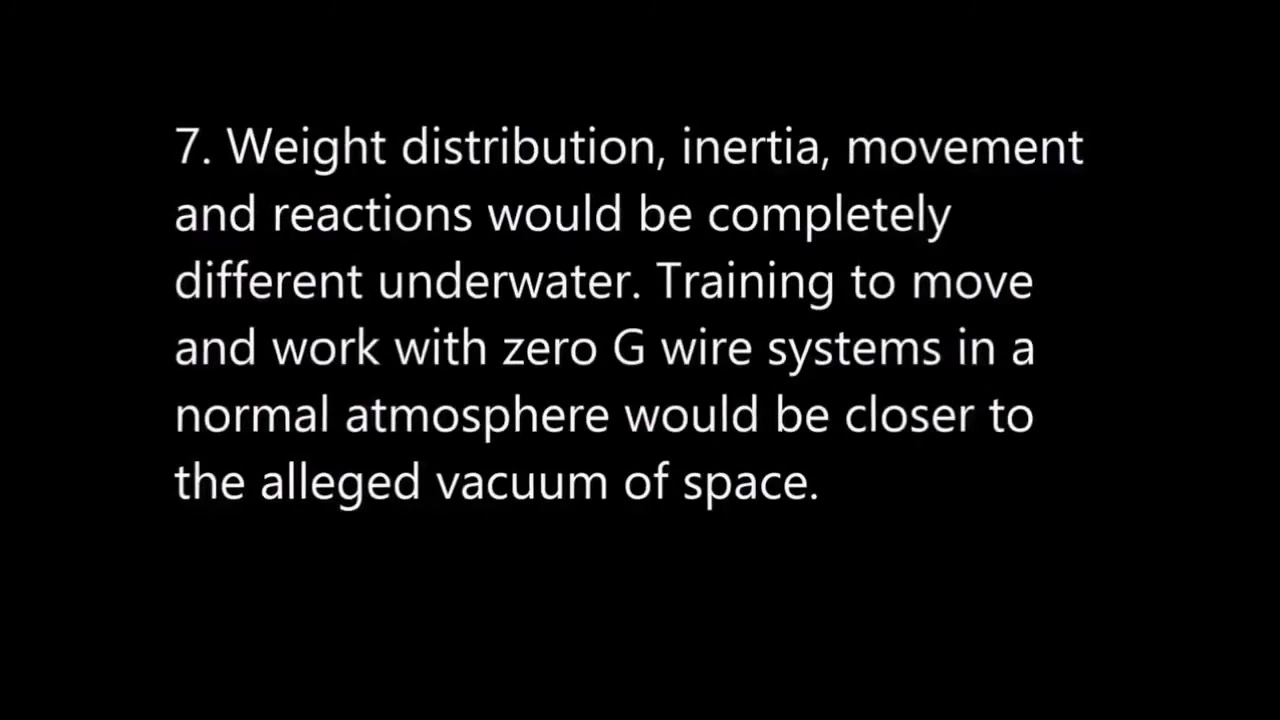 7. Weight distribution, inertia, movement
and reactions would be completely
different underwater. Training to move
and work with zero G wire systems in a
normal atmosphere would be closer to
the alleged vacuum of space.